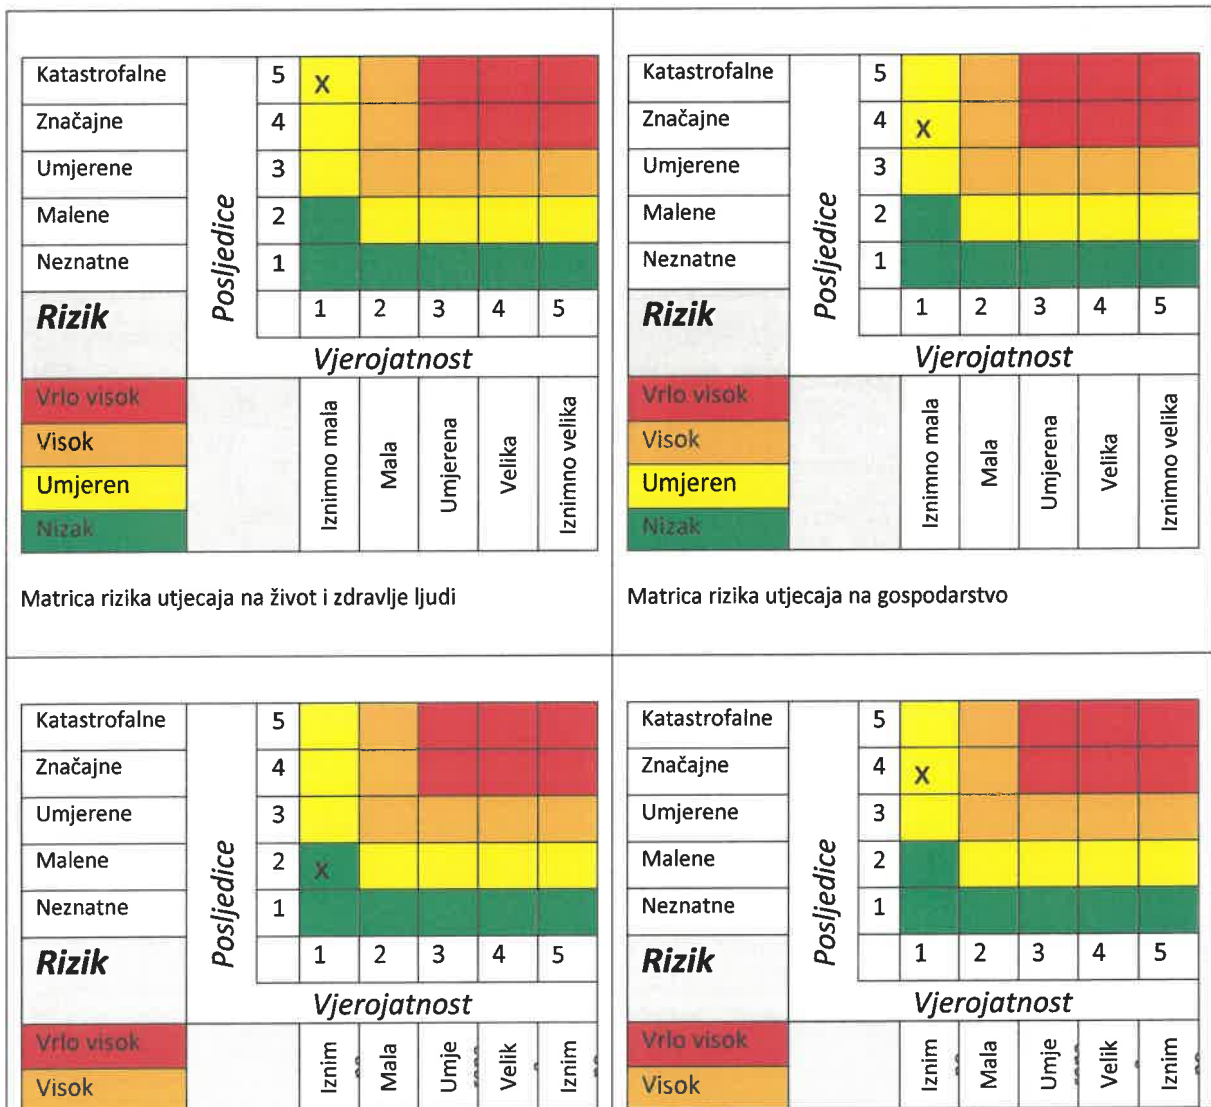 Katastrofalne 5 X
Značajne 4
Umjerene 3
Malene 2
Neznatne 1
Posljedice
Rizik 1 2 3 4 5
Vjerojatnost
Vrlo visok
Visok
Umjeren
Nizak
Iznimno mala
Mala
Umjerena
Velika
Iznimno velika
Matrica rizika utjecaja na život i zdravlje ljudi
Katastrofalne 5
Značajne 4 X
Umjerene 3
Malene 2
Neznatne 1
Posljedice
Rizik 1 2 3 4 5
Vjerojatnost
Vrlo visok
Visok
Umjeren
Nizak
Iznimno mala
Mala
Umjerena
Velika
Iznimno velika
Matrica rizika utjecaja na gospodarstvo
Katastrofalne 5
Značajne 4
Umjerene 3
Malene 2 X
Neznatne 1
Posljedice
Rizik 1 2 3 4 5
Vjerojatnost
Vrlo visok
Visok
Iznim
Mala
Umje
Velik
Iznim
Katastrofalne 5
Značajne 4 X
Umjerene 3
Malene 2
Neznatne 1
Posljedice
Rizik 1 2 3 4 5
Vjerojatnost
Vrlo visok
Visok
Iznim
Mala
Umje
Velik
Iznim